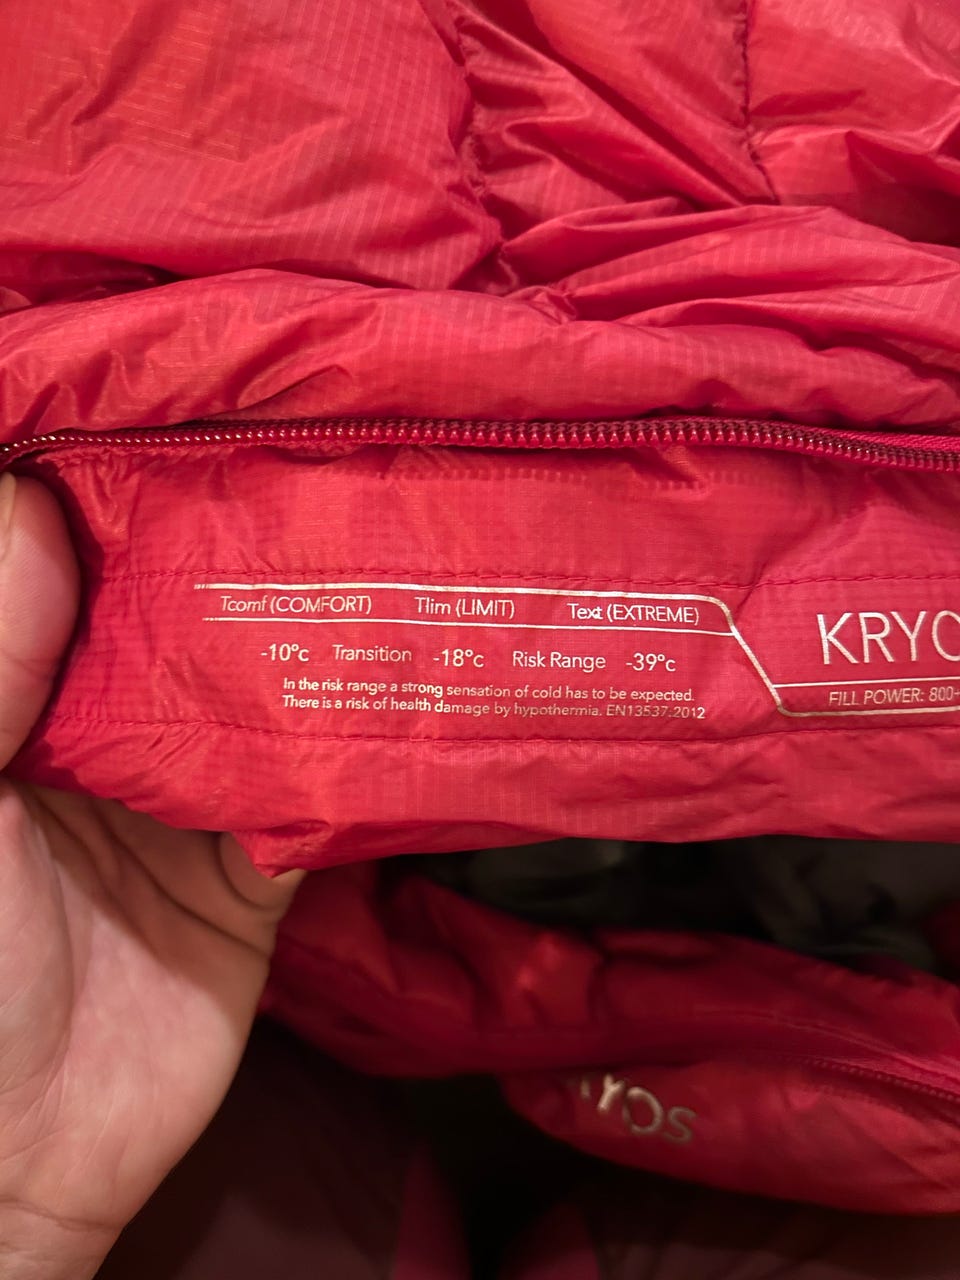 Tcomf (COMFORT) Tlim (LIMIT) Text (EXTREME)
-10°c Transition -18°c Risk Range -39°c
In the risk range a strong sensation of cold has to be expected.
There is a risk of health damage by hypothermia. EN13537:2012
KRYO
FILL POWER: 800+
YOS